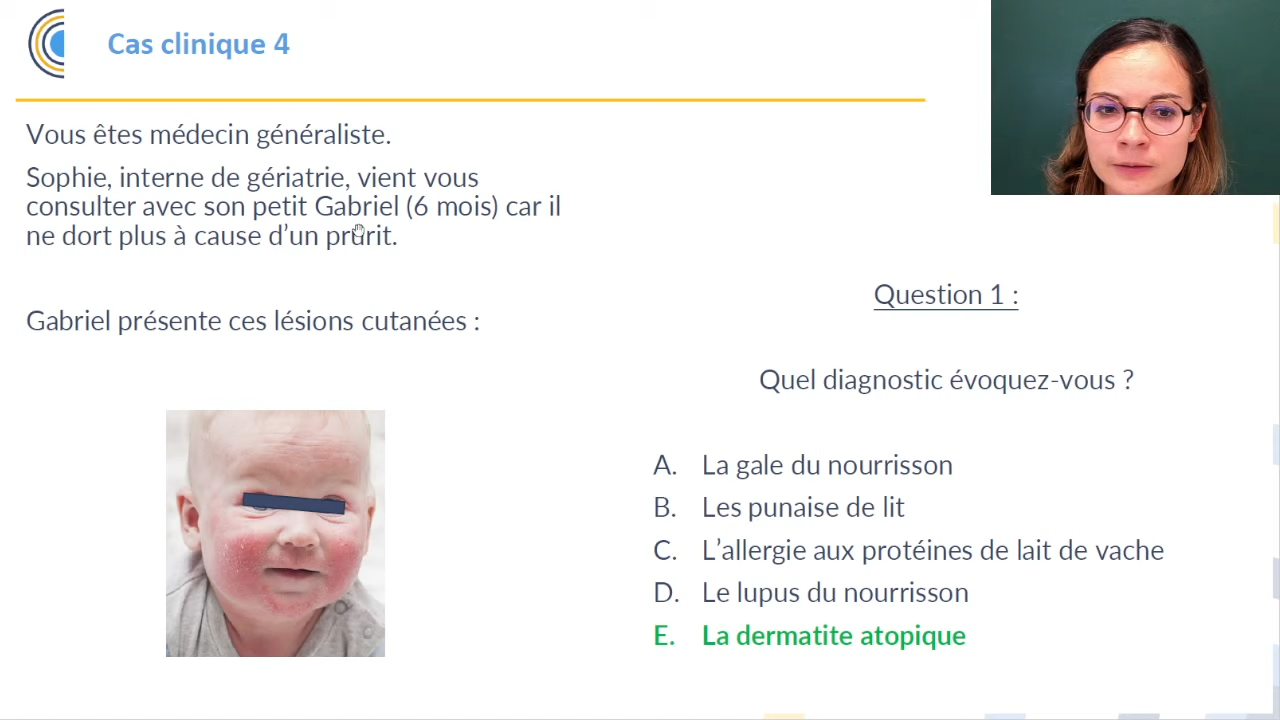 Cas clinique 4
Vous êtes médecin généraliste.
Sophie, interne de gériatrie, vient vous
consulter avec son petit Gabriel (6 mois) car il
ne dort plus à cause d’un prurit.
Gabriel présente ces lésions cutanées :
Question 1 :
Quel diagnostic évoquez-vous ?
A. La gale du nourrisson
B. Les punaise de lit
C. L’allergie aux protéines de lait de vache
D. Le lupus du nourrisson
E. La dermatite atopique